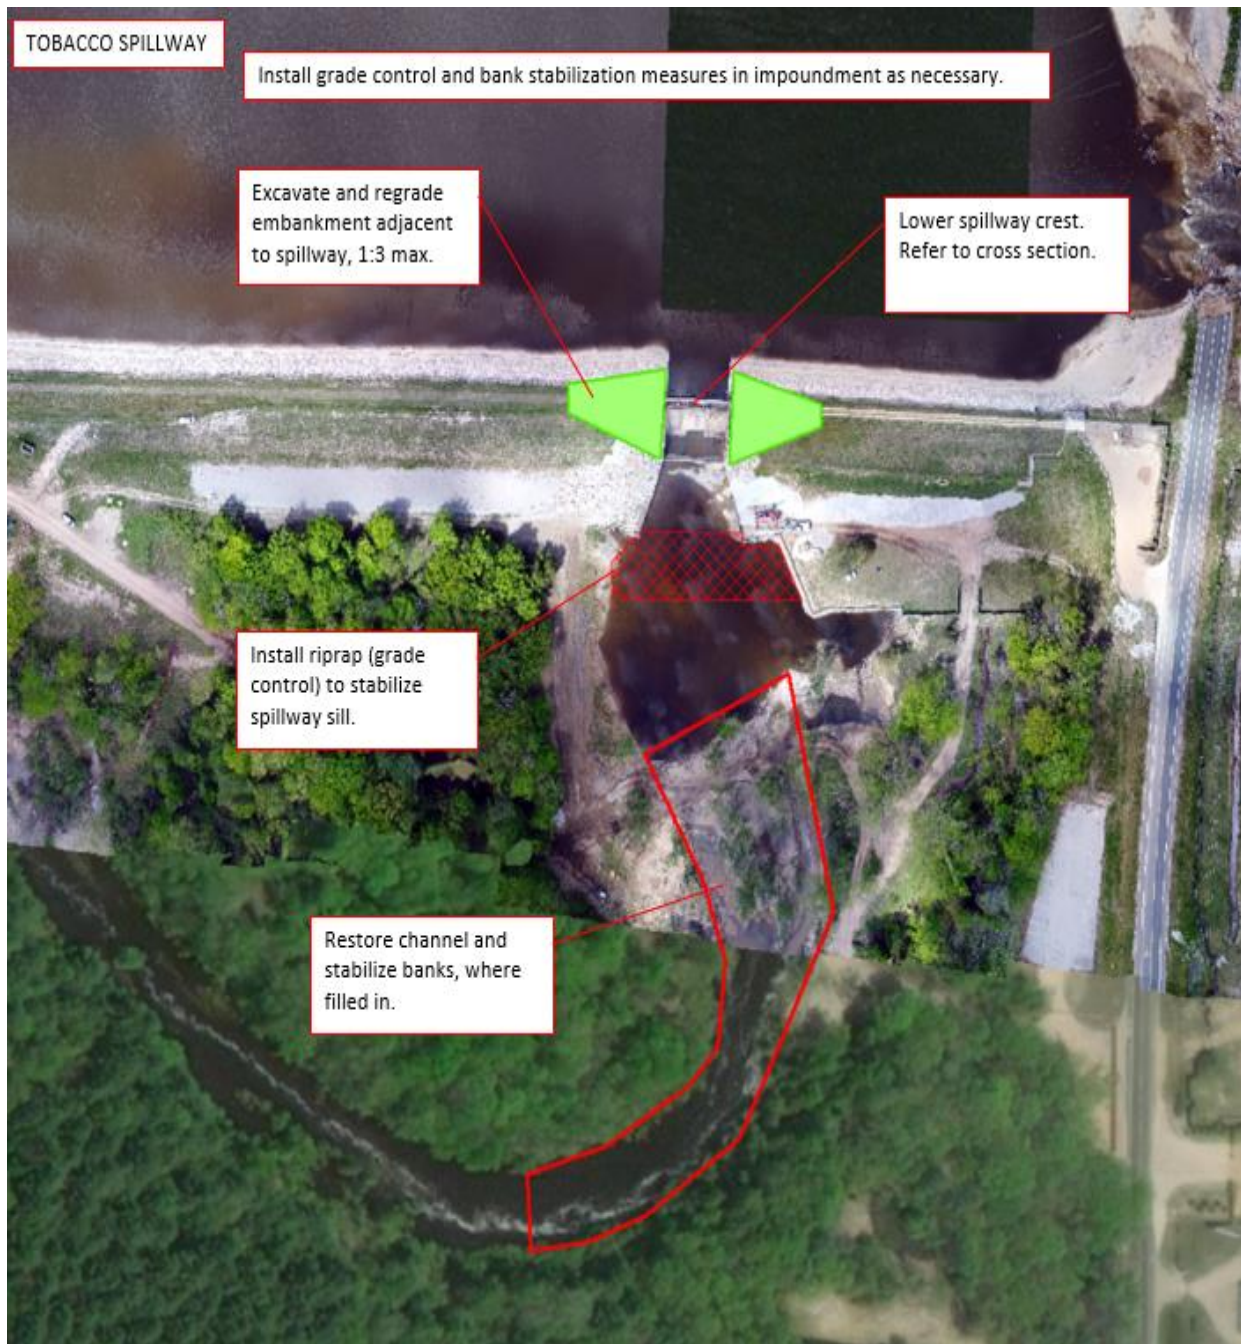 TOBACCO SPILLWAY
Install grade control and bank stabilization measures in impoundment as necessary.
Excavate and regrade
embankment adjacent
to spillway, 1:3 max.
Lower spillway crest.
Refer to cross section.
Install riprap (grade
control) to stabilize
spillway sill.
Restore channel and
stabilize banks, where
filled in.